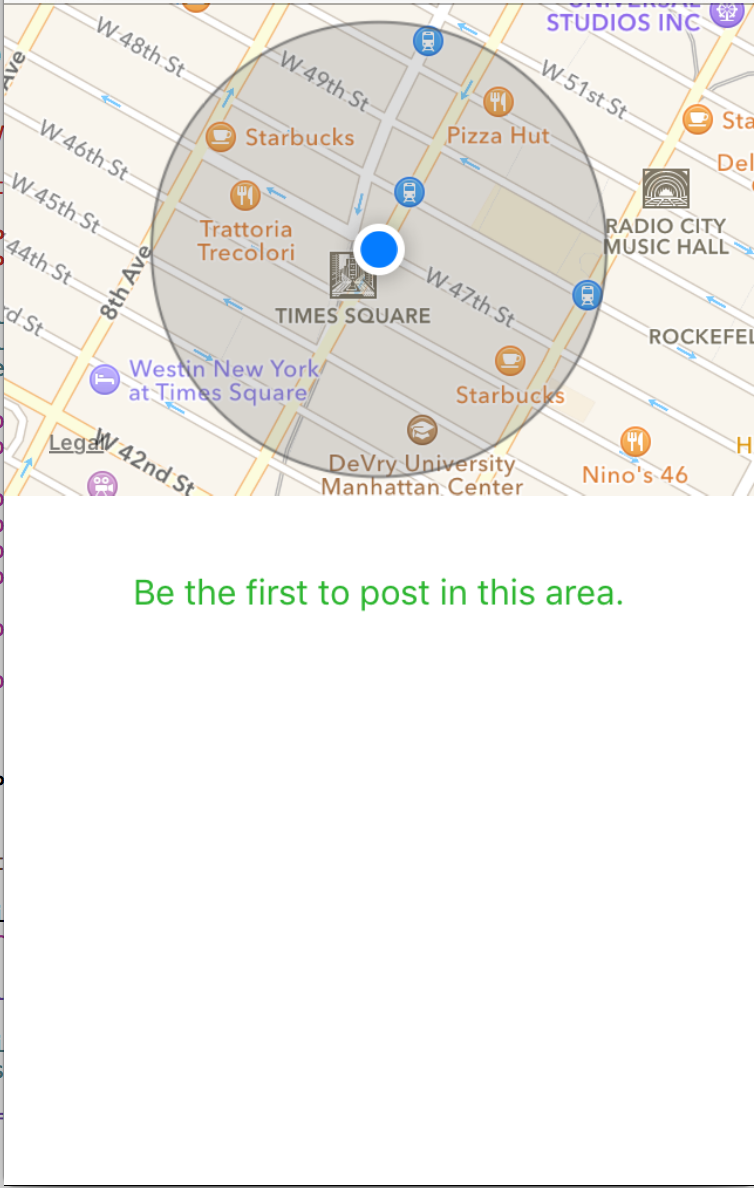 UNIVERSAL
STUDIOS INC
W 48th St
W 49th St
W 51st St
Ave
Starbucks
Pizza Hut
Sta
W 46th St
Del
W 45th St
Trattoria
Trecolori
RADIO CITY
MUSIC HALL
44th St
8th Ave
W 47th St
TIMES SQUARE
rd St
ROCKEFEL
Westin New York
at Times Square
Starbucks
Legal
W 42nd St
H
DeVry University
Manhattan Center
Nino's 46
Be the first to post in this area.